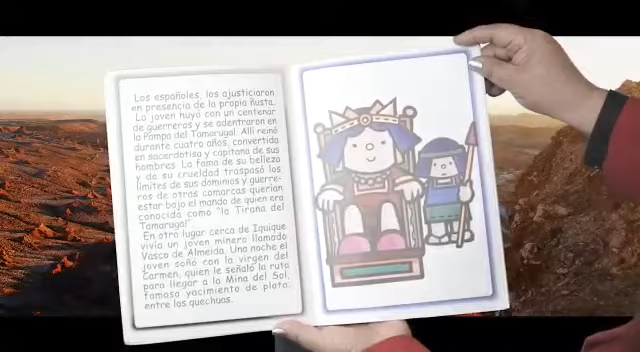 Los españoles, los ajusticiaron
en presencia de la propia ñusta.
La joven huyó con un centenar
de guerreros y se adentraron en
la Pampa del Tamarugal. Allí reinó
durante cuatro años, convertida
en sacerdotisa y capitana de sus
hombres. La fama de su belleza
y de su crueldad traspasó los
límites de sus dominios y guerre-
ros de otras comarcas querían
estar bajo el mando de quien era
conocida como "la Tirana del
Tamarugal"
En otro lugar cerca de Iquique
vivía un joven minero llamado
Vasco de Almeida. Una noche el
joven soñó con la virgen del
Carmen, quien le señaló la ruta
para llegar a la Mina del Sol,
famoso yacimiento de plata
entre los quechuas.